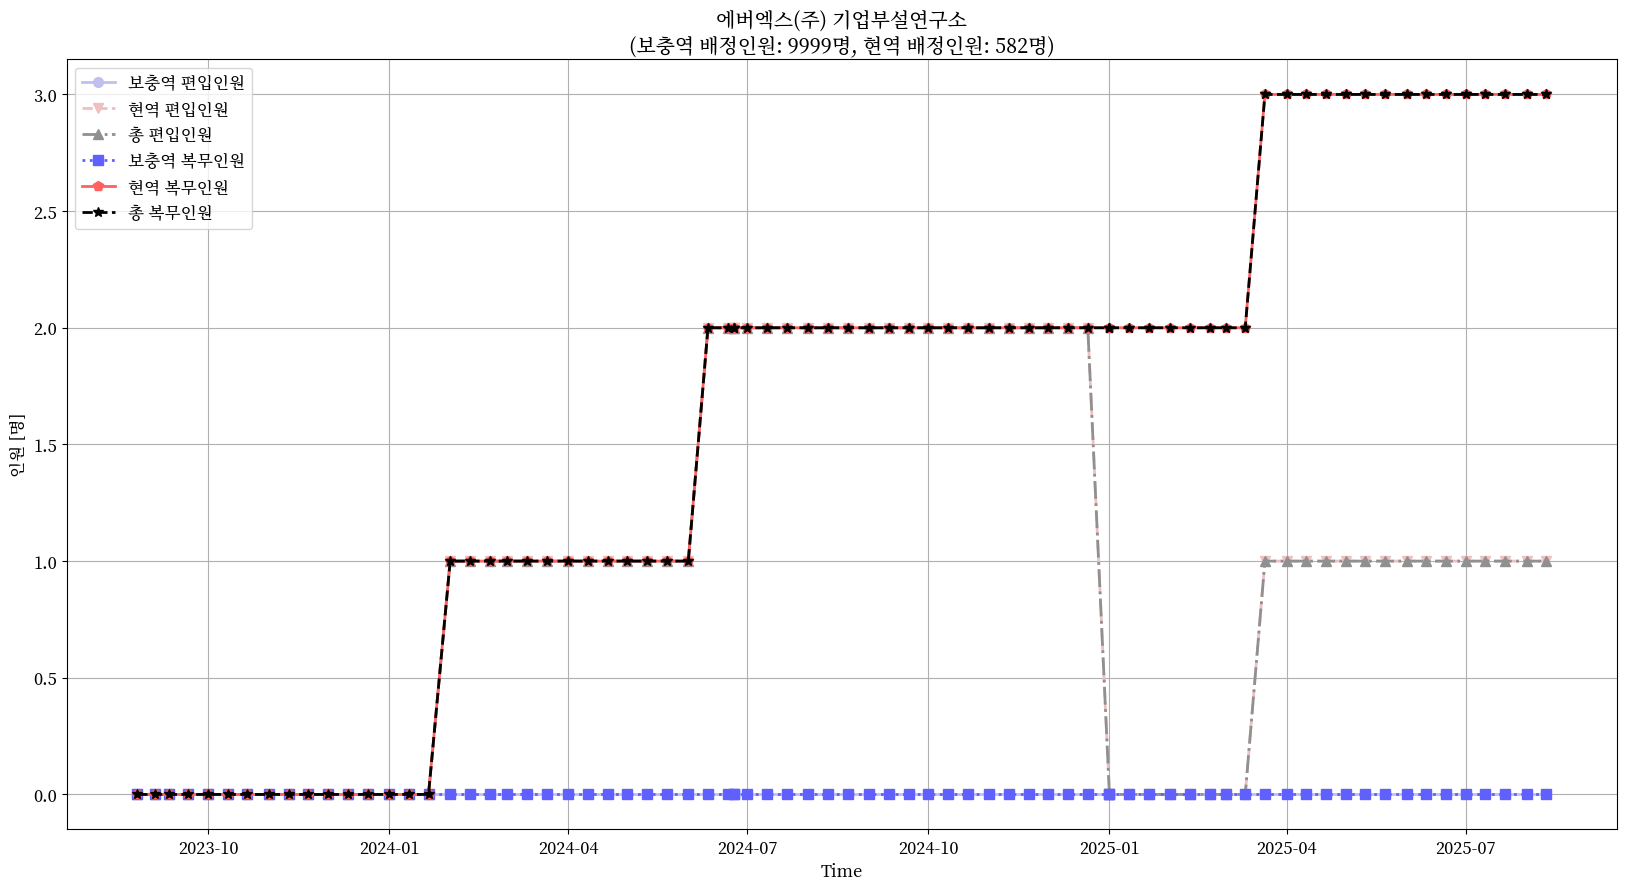 에버엑스(주) 기업부설연구소
(보충역 배정인원: 9999명, 현역 배정인원: 582명)
보충역 편입인원
현역 편입인원
총 편입인원
보충역 복무인원
현역 복무인원
총 복무인원
3.0
2.5
2.0
1.5
1.0
0.5
0.0
인원 [명]
2023-10
2024-01
2024-04
2024-07
2024-10
2025-01
2025-04
2025-07
Time